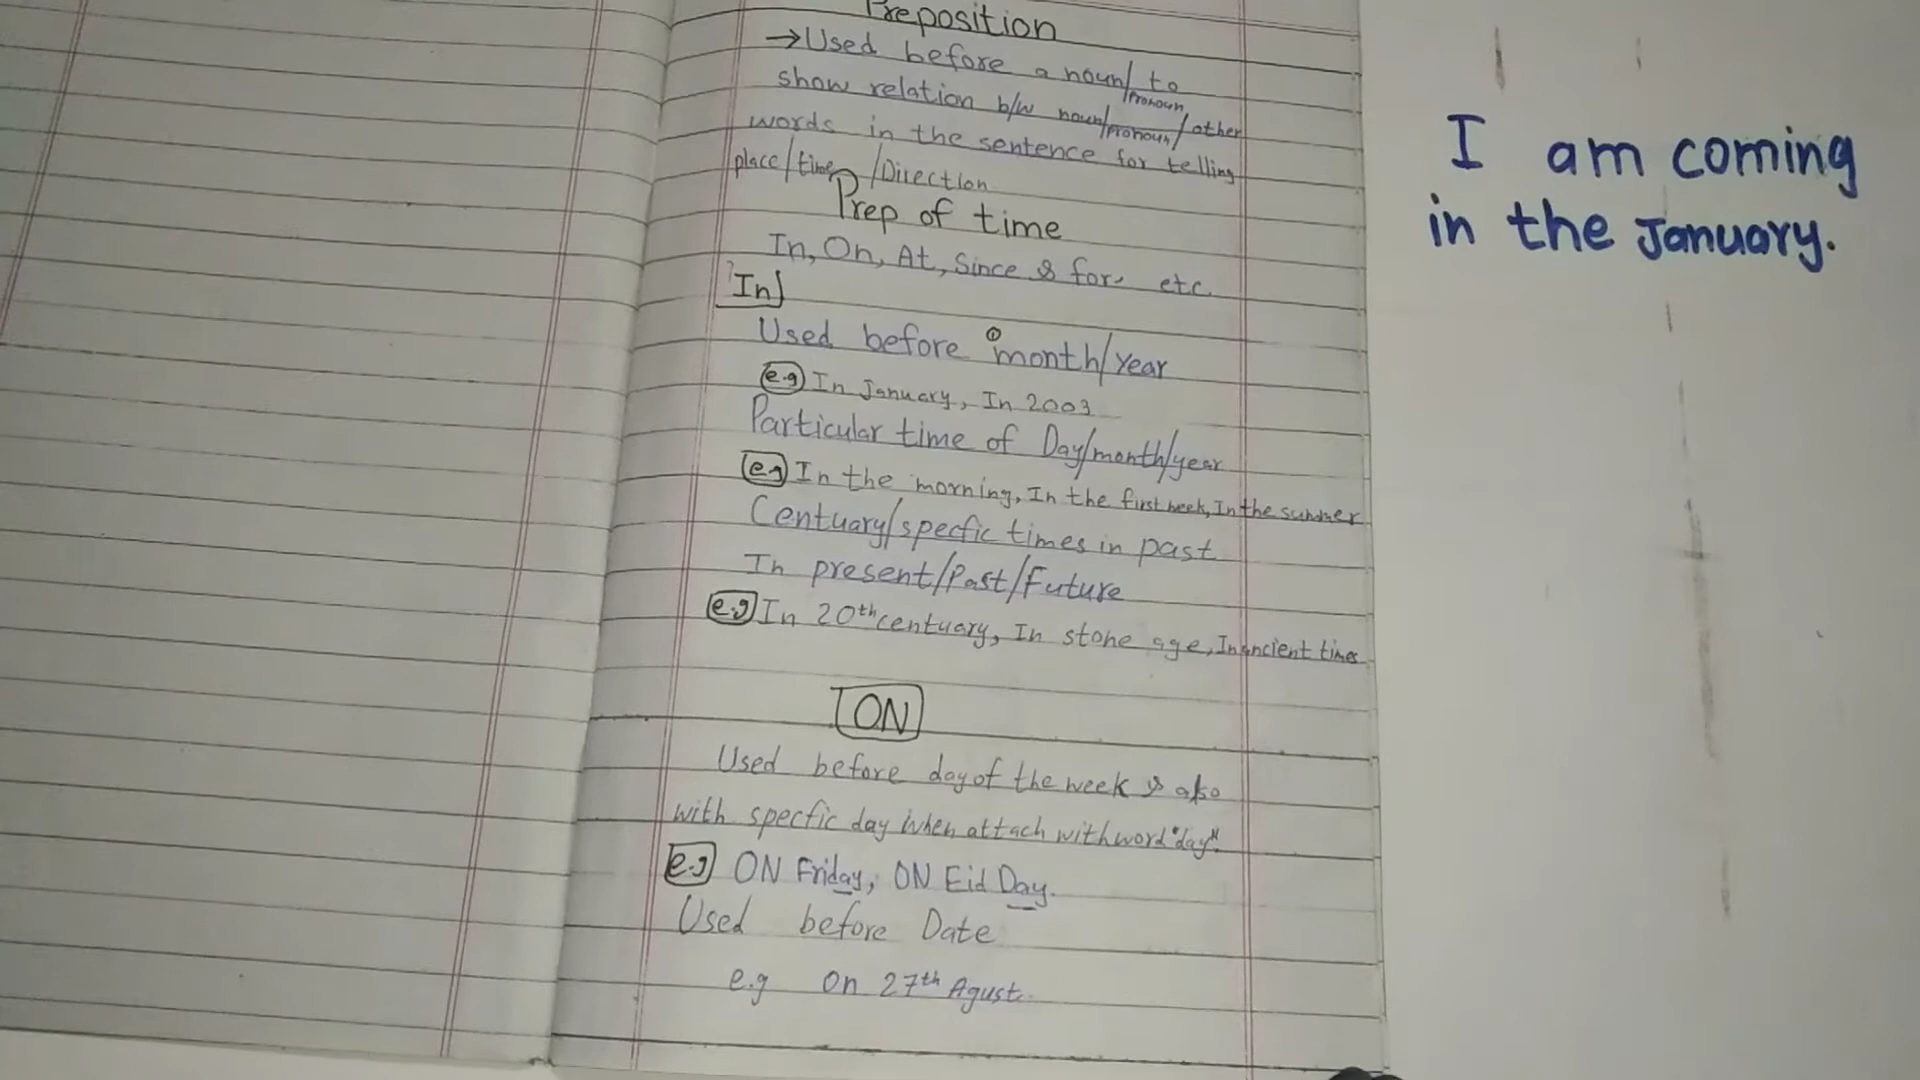 Preposition
→ Used before a noun/pronoun to
show relation b/w noun/pronoun/other
words in the sentence for telling
place/time/Direction
Prep of time
In, On, At, Since & for etc.
In
Used before ① month/year
e.g In January, In 2003
Particular time of Day/month/year
e.g In the morning, In the first week, In the summer
Centuary/specfic times in past
In present/Past/Future
e.g In 20th centuary, In stone age, In ancient times
ON
Used before day of the week & also
with specfic day when attach with word "day".
e.g ON Friday, ON Eid Day.
Used before Date
e.g On 27th Agust.
I am coming
in the January.